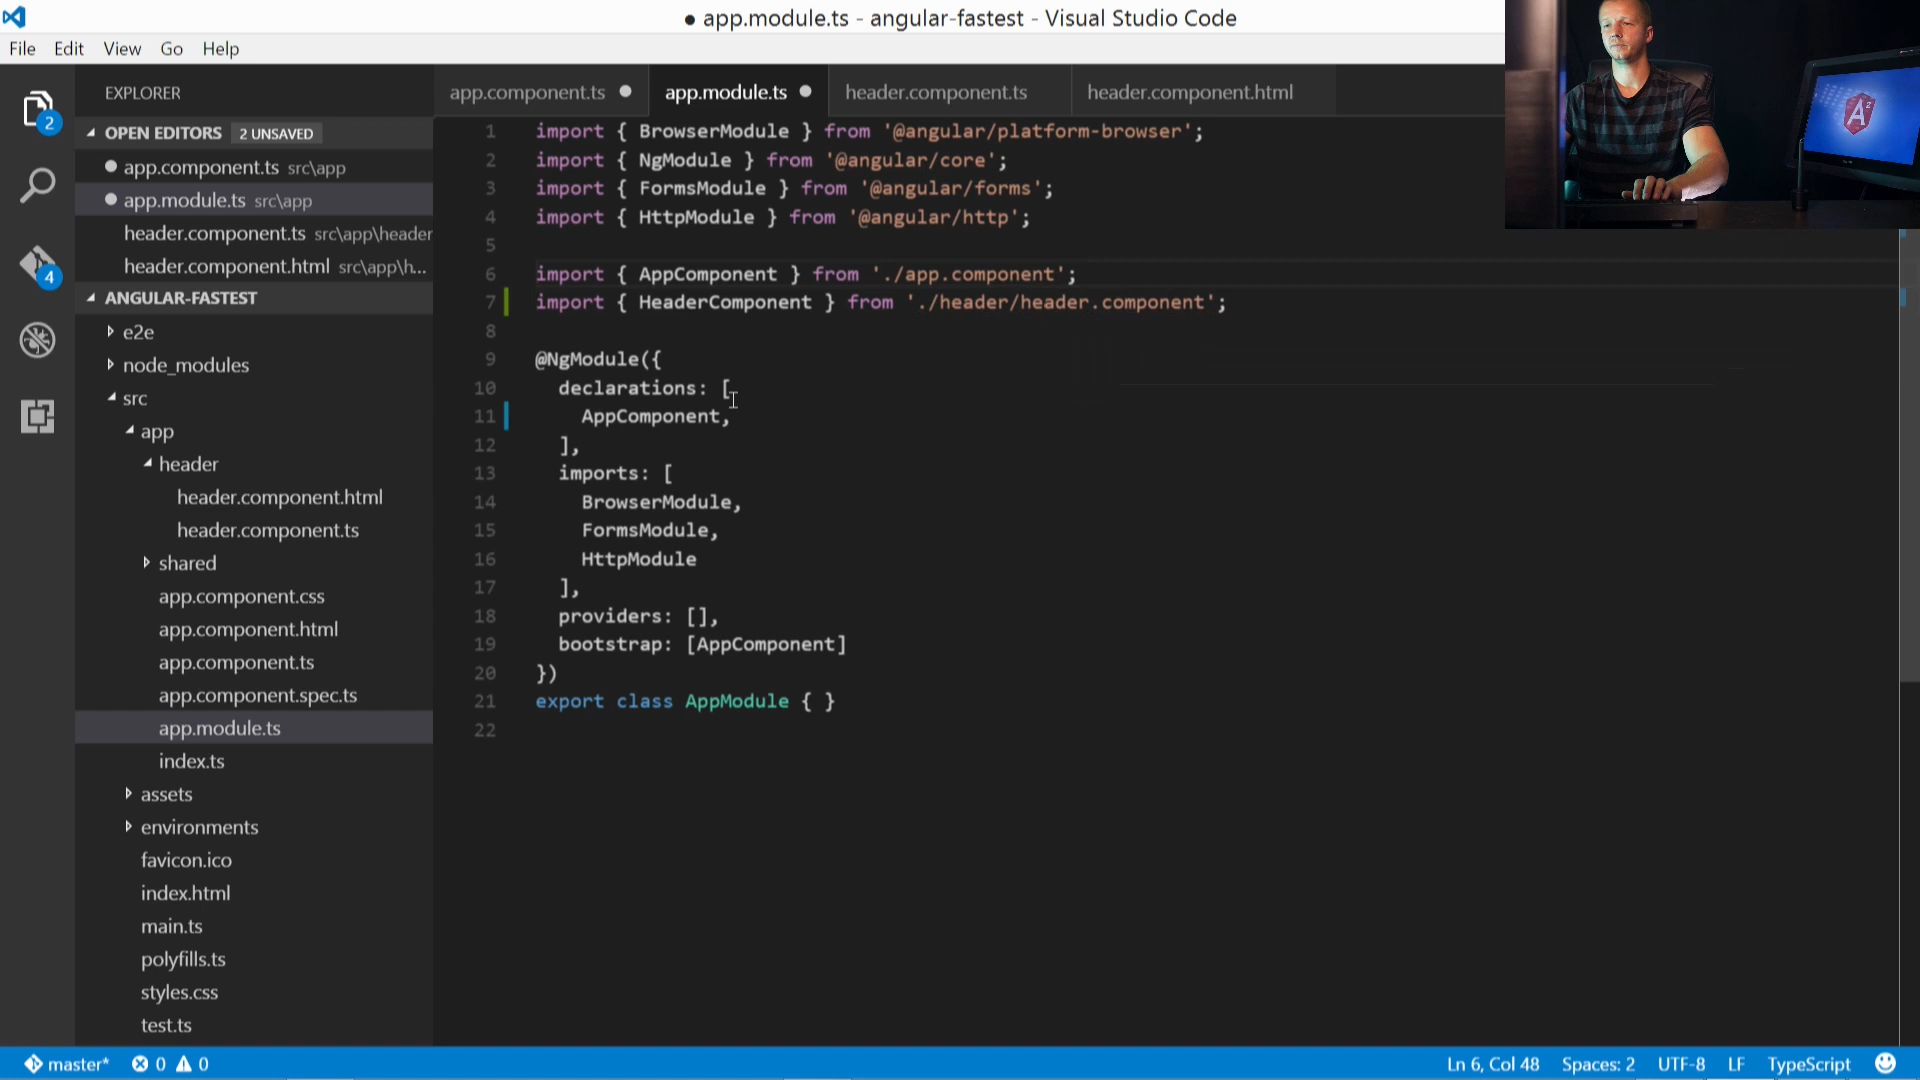 ● app.module.ts - angular-fastest - Visual Studio Code
File Edit View Go Help
EXPLORER
OPEN EDITORS 2 UNSAVED
app.component.ts src\app
app.module.ts src\app
header.component.ts src\app\header
header.component.html src\app\h...
ANGULAR-FASTEST
e2e
node_modules
src
app
header
header.component.html
header.component.ts
shared
app.component.css
app.component.html
app.component.ts
app.component.spec.ts
app.module.ts
index.ts
assets
environments
favicon.ico
index.html
main.ts
polyfills.ts
styles.css
test.ts
2
4
app.component.ts app.module.ts header.component.ts header.component.html
1 import { BrowserModule } from '@angular/platform-browser';
2 import { NgModule } from '@angular/core';
3 import { FormsModule } from '@angular/forms';
4 import { HttpModule } from '@angular/http';
5
6 import { AppComponent } from './app.component';
7 import { HeaderComponent } from './header/header.component';
8
9 @NgModule({
10 declarations: [
11 AppComponent,
12 ],
13 imports: [
14 BrowserModule,
15 FormsModule,
16 HttpModule
17 ],
18 providers: [],
19 bootstrap: [AppComponent]
20 })
21 export class AppModule { }
22
A2
master* 0 0 Ln 6, Col 48 Spaces: 2 UTF-8 LF TypeScript